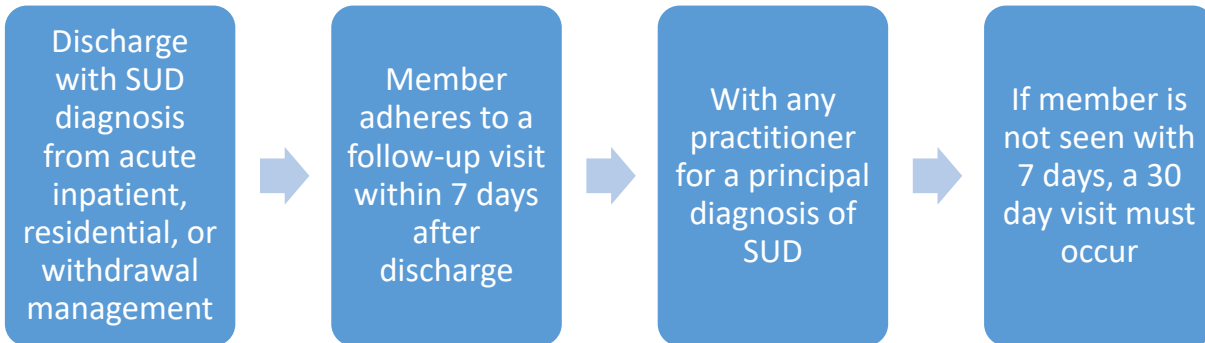 Discharge
with SUD
diagnosis
from acute
inpatient,
residential, or
withdrawal
management
Member
adheres to a
follow-up visit
within 7 days
after
discharge
With any
practitioner
for a principal
diagnosis of
SUD
If member is
not seen with
7 days, a 30
day visit must
occur